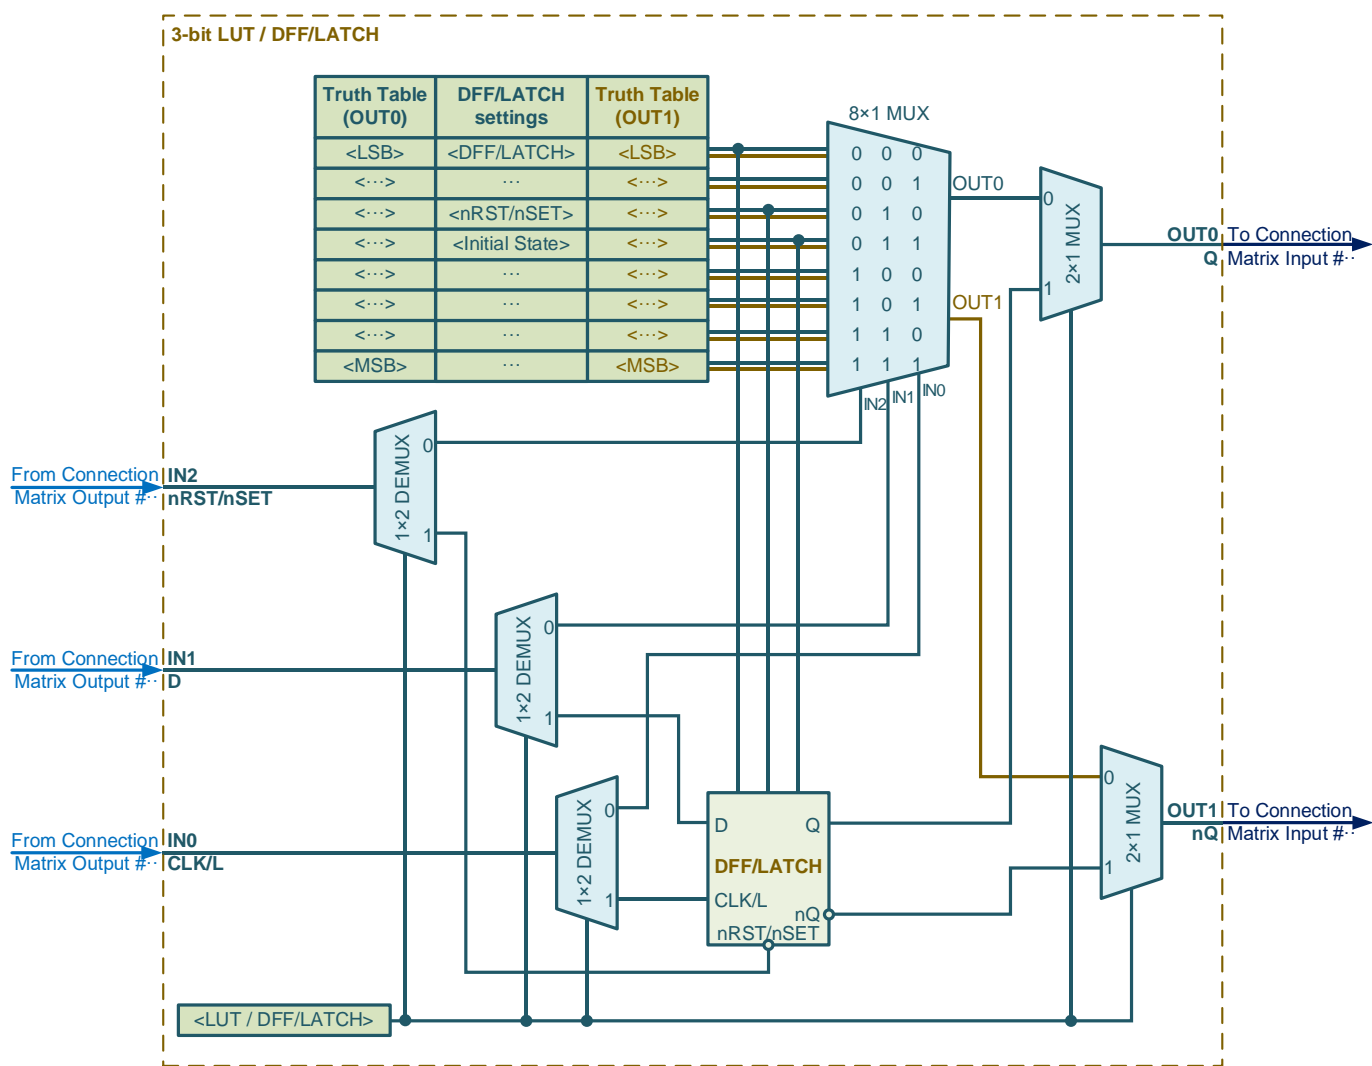 3-bit LUT / DFF/LATCH
Truth Table (OUT0)
DFF/LATCH settings
Truth Table (OUT1)
<LSB> <DFF/LATCH> <LSB>
<···> ··· <···>
<···> <nRST/nSET> <···>
<···> <Initial State> <···>
<···> ··· <···>
<···> ··· <···>
<···> ··· <···>
<MSB> ··· <MSB>
8×1 MUX
0 0 0
0 0 1
0 1 0
0 1 1
1 0 0
1 0 1
1 1 0
1 1 1
OUT0
OUT1
IN2
IN1
IN0
0
2×1 MUX
1
OUT0 To Connection
Q Matrix Input #··
0
1×2 DEMUX
1
From Connection IN2
Matrix Output #·· nRST/nSET
0
1×2 DEMUX
1
From Connection IN1
Matrix Output #·· D
0
1×2 DEMUX
1
From Connection IN0
Matrix Output #·· CLK/L
D Q
DFF/LATCH
CLK/L
nQ
nRST/nSET
0
2×1 MUX
1
OUT1 To Connection
nQ Matrix Input #··
<LUT / DFF/LATCH>